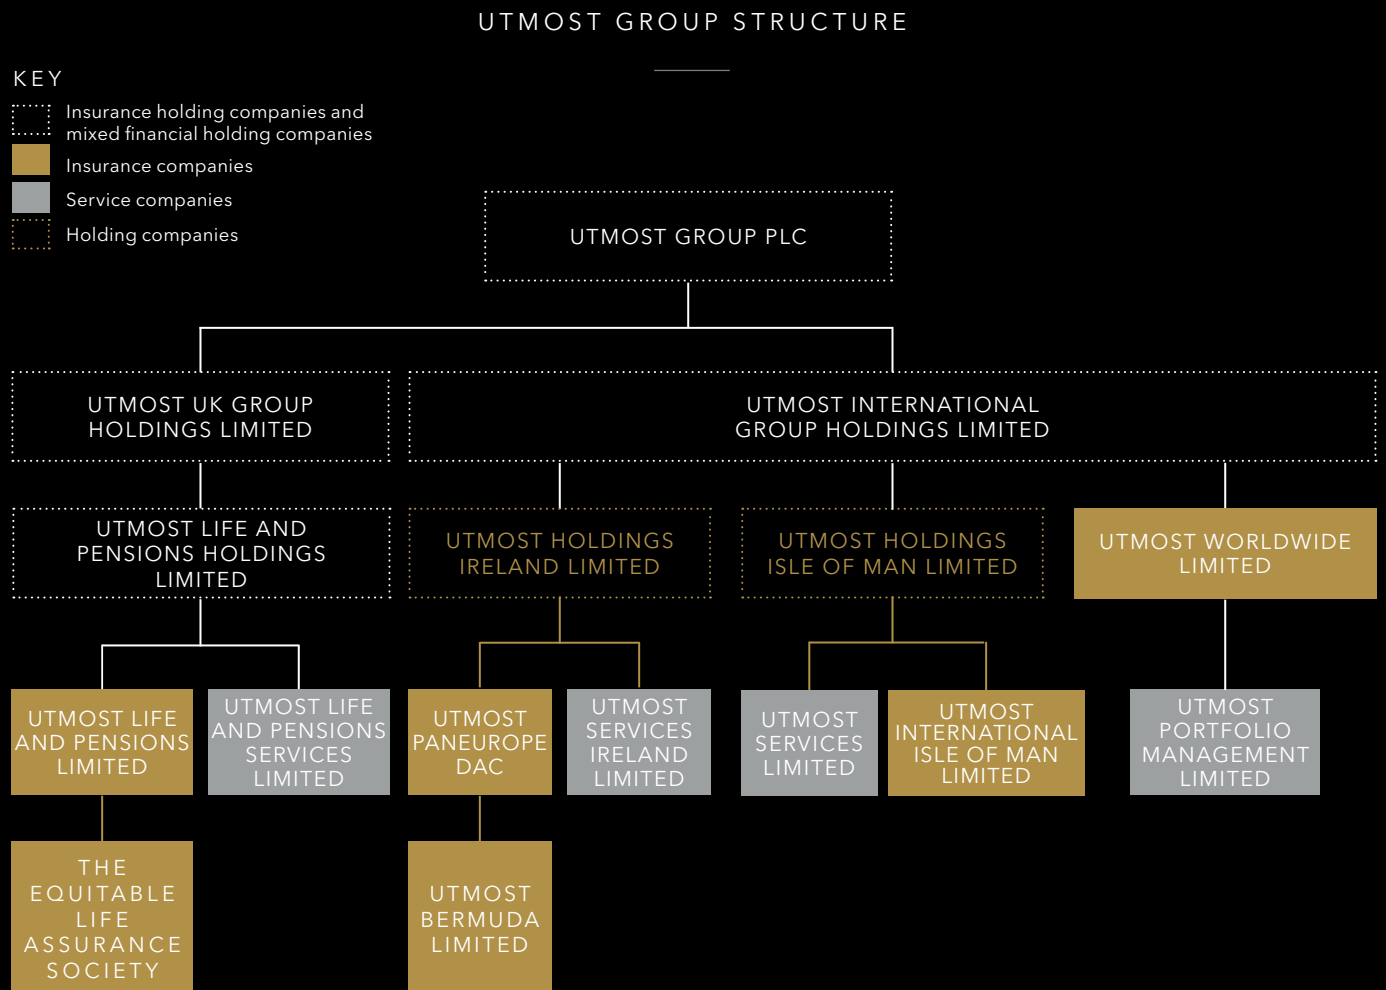 UTMOST GROUP STRUCTURE
KEY
Insurance holding companies and
mixed financial holding companies
Insurance companies
Service companies
Holding companies
UTMOST GROUP PLC
UTMOST UK GROUP
HOLDINGS LIMITED
UTMOST INTERNATIONAL
GROUP HOLDINGS LIMITED
UTMOST LIFE AND
PENSIONS HOLDINGS
LIMITED
UTMOST HOLDINGS
IRELAND LIMITED
UTMOST HOLDINGS
ISLE OF MAN LIMITED
UTMOST WORLDWIDE
LIMITED
UTMOST LIFE
AND PENSIONS
LIMITED
UTMOST LIFE
AND PENSIONS
SERVICES
LIMITED
UTMOST
PANEUROPE
DAC
UTMOST
SERVICES
IRELAND
LIMITED
UTMOST
SERVICES
LIMITED
UTMOST
INTERNATIONAL
ISLE OF MAN
LIMITED
UTMOST
PORTFOLIO
MANAGEMENT
LIMITED
THE
EQUITABLE
LIFE
ASSURANCE
SOCIETY
UTMOST
BERMUDA
LIMITED